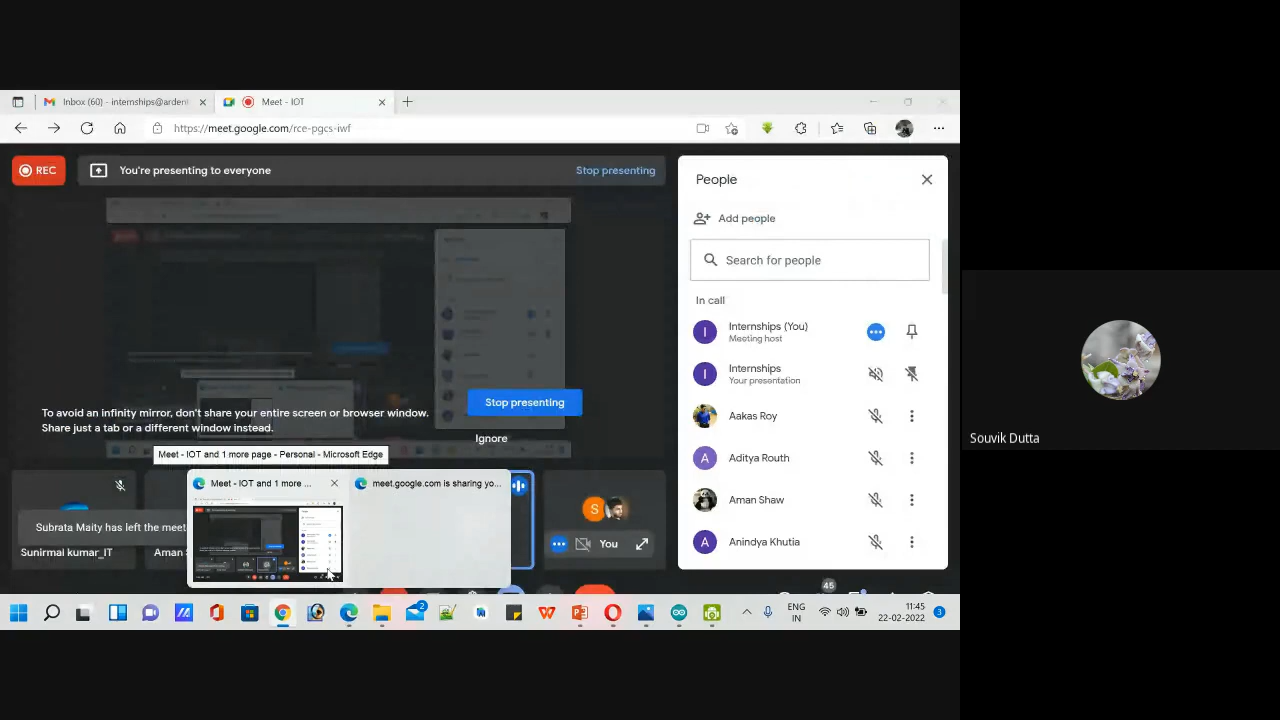 Inbox (60) - internships@arden
Meet - IOT
https://meet.google.com/rce-pgcs-iwf
REC
You're presenting to everyone
Stop presenting
To avoid an infinity mirror, don't share your entire screen or browser window.
Share just a tab or a different window instead.
Stop presenting
Ignore
Meet - IOT and 1 more page - Personal - Microsoft Edge
Meet - IOT and 1 more ...
meet.google.com is sharing yo...
Subrata Maity has left the meet
Sunirmal kumar_IT
Aman S
S
You
People
Add people
Search for people
In call
I
Internships (You)
Meeting host
I
Internships
Your presentation
Aakas Roy
A
Aditya Routh
Aman Shaw
A
Anindya Khutia
45
2
ENG
IN
11:45
22-02-2022
3
Souvik Dutta